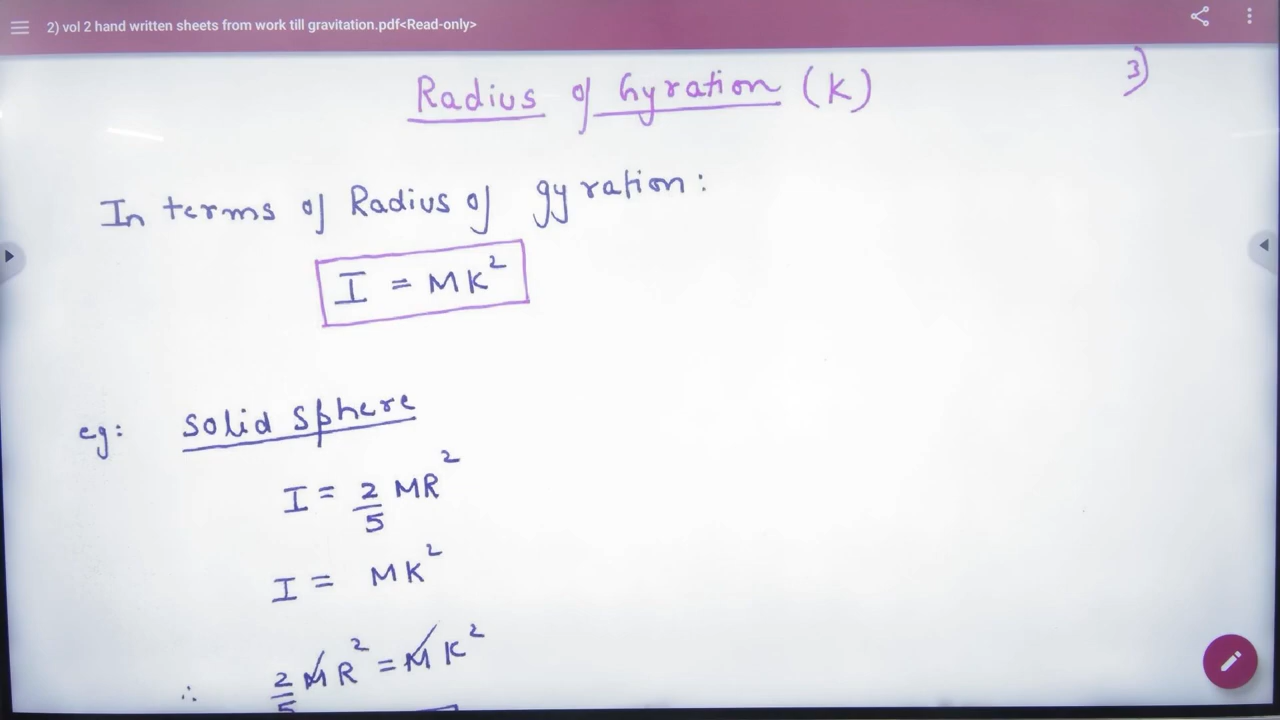 2) vol 2 hand written sheets from work till gravitation.pdf<Read-only>
Radius of Gyration (K)
3)
In terms of Radius of gyration:
I = MK²
eg: Solid Sphere
I = 2/5 MR²
I = MK²
∴ 2/5 MR² = MK²